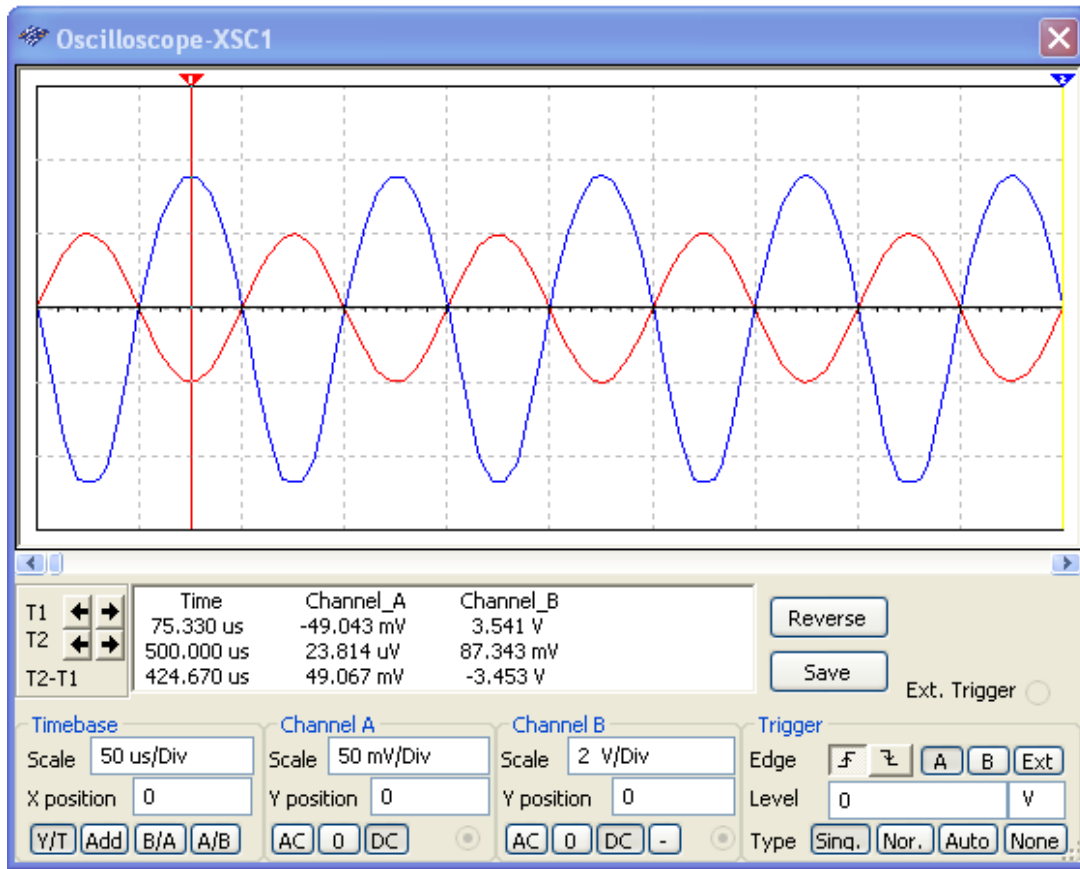 Oscilloscope-XSC1
1
2
T1
T2
T2-T1
Time Channel_A Channel_B
75.330 us -49.043 mV 3.541 V
500.000 us 23.814 uV 87.343 mV
424.670 us 49.067 mV -3.453 V
Reverse
Save
Ext. Trigger
Timebase
Scale 50 us/Div
X position 0
Y/T Add B/A A/B
Channel A
Scale 50 mV/Div
Y position 0
AC 0 DC
Channel B
Scale 2 V/Div
Y position 0
AC 0 DC -
Trigger
Edge A B Ext
Level 0 V
Type Sing. Nor. Auto None